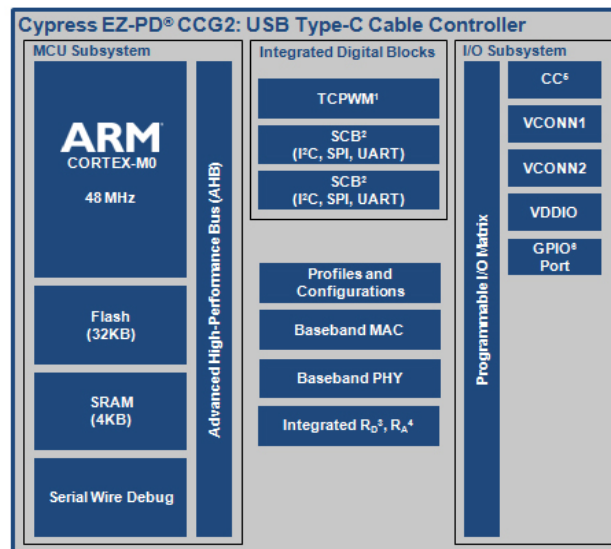 Cypress EZ-PD® CCG2: USB Type-C Cable Controller
MCU Subsystem
ARM®
CORTEX-M0
48 MHz
Flash
(32KB)
SRAM
(4KB)
Serial Wire Debug
Advanced High-Performance Bus (AHB)
Integrated Digital Blocks
TCPWM¹
SCB²
(I²C, SPI, UART)
SCB²
(I²C, SPI, UART)
Profiles and
Configurations
Baseband MAC
Baseband PHY
Integrated R_D³, R_A⁴
I/O Subsystem
Programmable I/O Matrix
CC⁵
VCONN1
VCONN2
VDDIO
GPIO⁶
Port